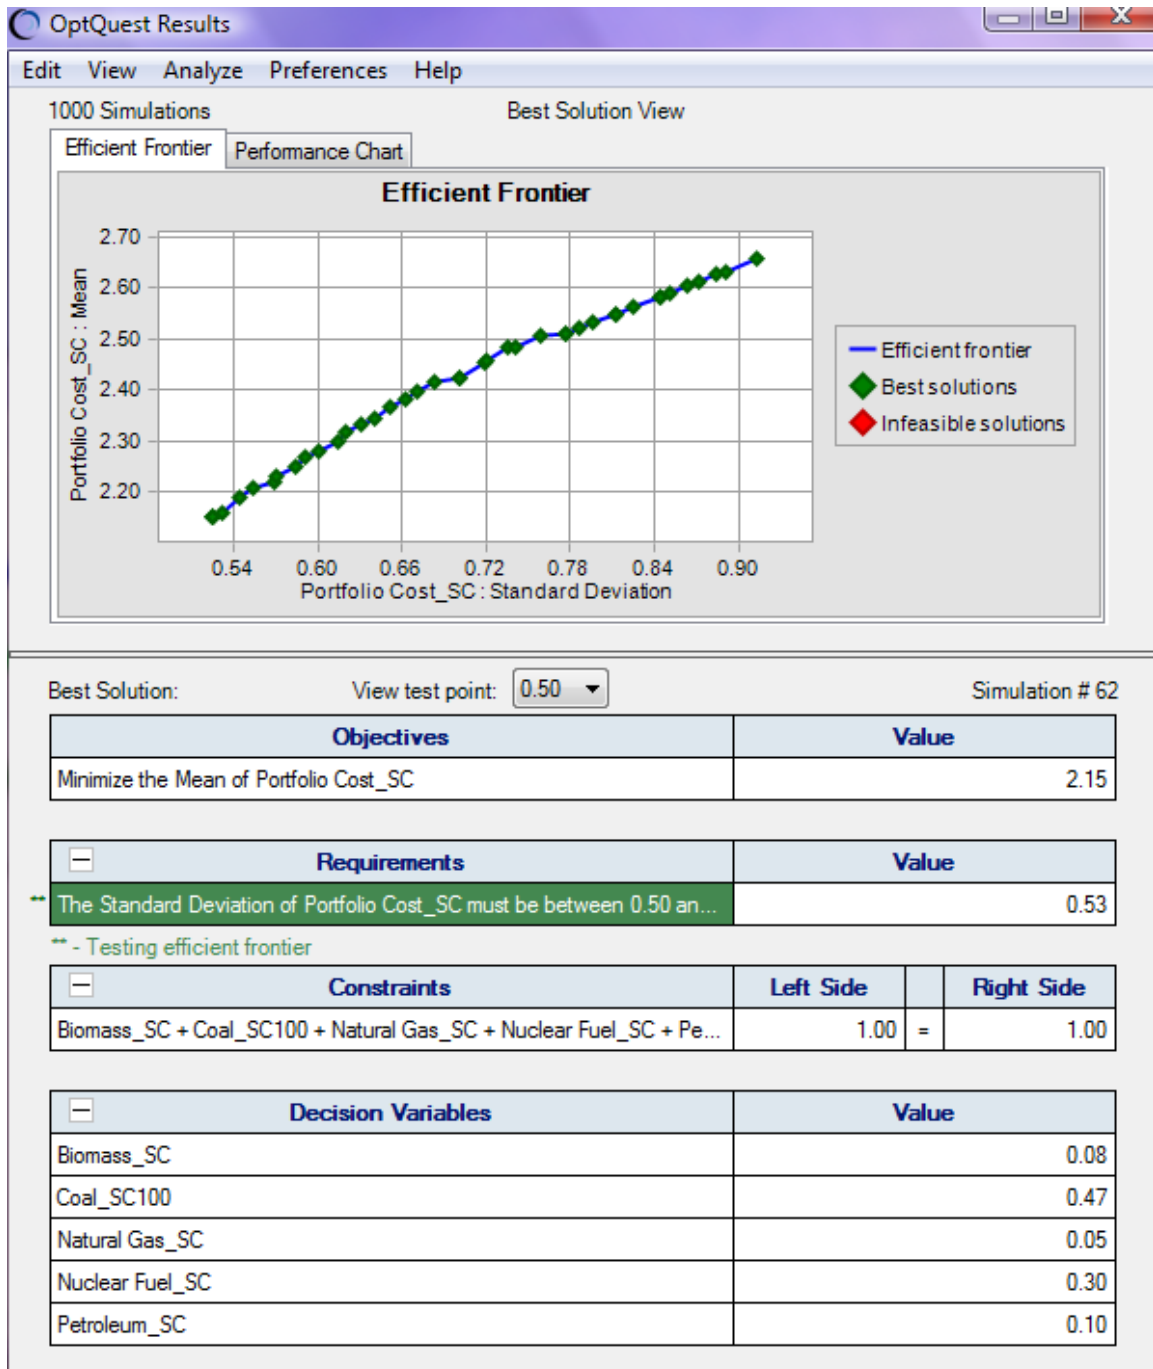 OptQuest Results
Edit View Analyze Preferences Help
1000 Simulations Best Solution View
Efficient Frontier Performance Chart
Efficient Frontier
Portfolio Cost_SC : Mean
2.70
2.60
2.50
2.40
2.30
2.20
0.54 0.60 0.66 0.72 0.78 0.84 0.90
Portfolio Cost_SC : Standard Deviation
Efficient frontier
Best solutions
Infeasible solutions
Best Solution: View test point: 0.50 Simulation # 62
Objectives Value
Minimize the Mean of Portfolio Cost_SC 2.15
Requirements Value
** The Standard Deviation of Portfolio Cost_SC must be between 0.50 an... 0.53
** - Testing efficient frontier
Constraints Left Side Right Side
Biomass_SC + Coal_SC100 + Natural Gas_SC + Nuclear Fuel_SC + Pe... 1.00 = 1.00
Decision Variables Value
Biomass_SC 0.08
Coal_SC100 0.47
Natural Gas_SC 0.05
Nuclear Fuel_SC 0.30
Petroleum_SC 0.10